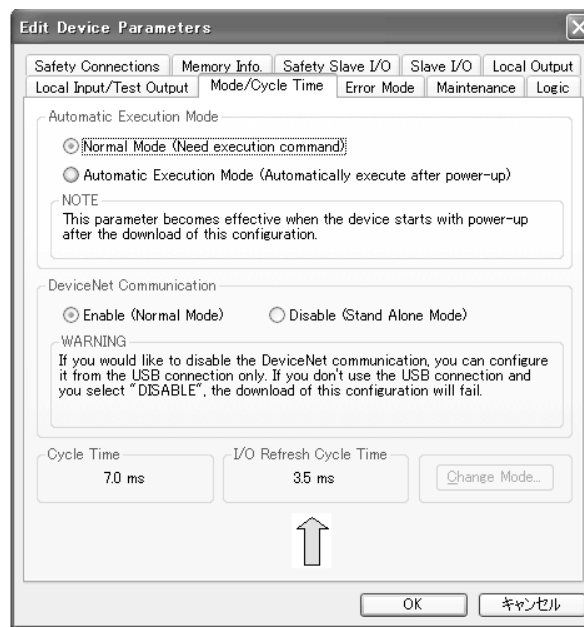 Edit Device Parameters
Safety Connections Memory Info. Safety Slave I/O Slave I/O Local Output
Local Input/Test Output Mode/Cycle Time Error Mode Maintenance Logic
Automatic Execution Mode
Normal Mode (Need execution command)
Automatic Execution Mode (Automatically execute after power-up)
NOTE
This parameter becomes effective when the device starts with power-up
after the download of this configuration.
DeviceNet Communication
Enable (Normal Mode) Disable (Stand Alone Mode)
WARNING
If you would like to disable the DeviceNet communication, you can configure
it from the USB connection only. If you don't use the USB connection and
you select "DISABLE", the download of this configuration will fail.
Cycle Time I/O Refresh Cycle Time
7.0 ms 3.5 ms Change Mode...
OK キャンセル